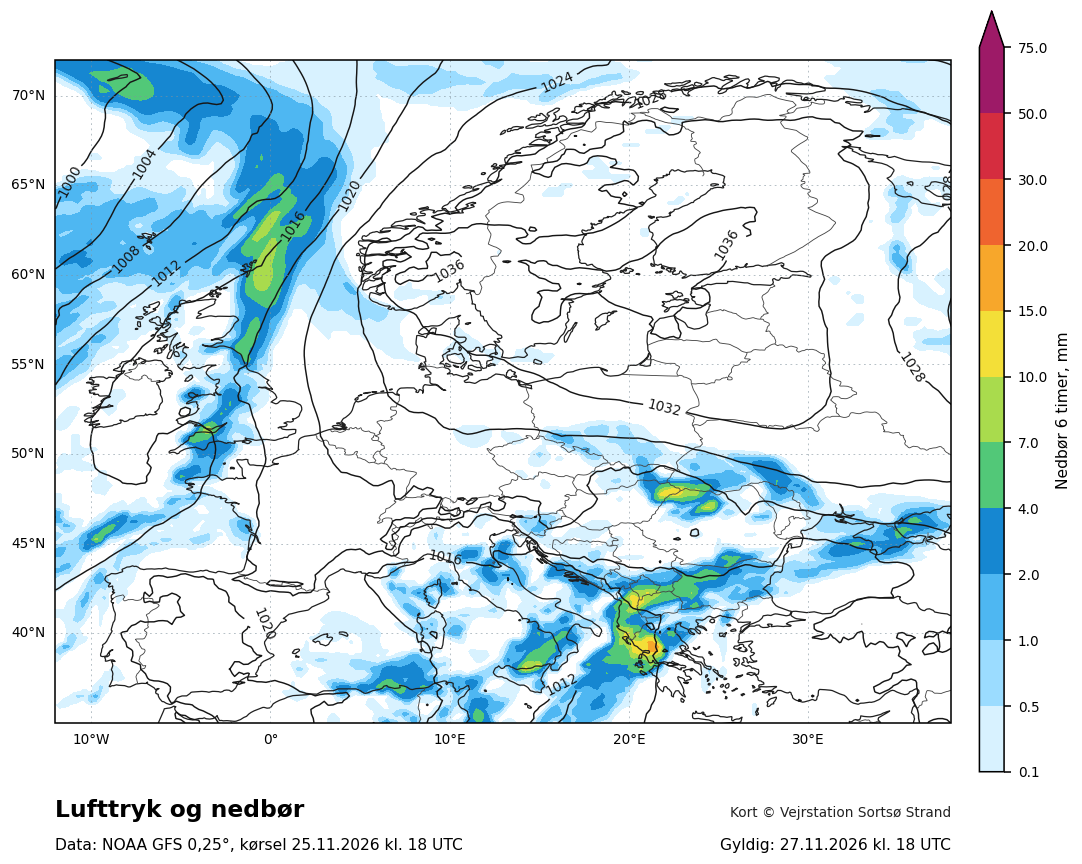 75.0
50.0
30.0
20.0
15.0
10.0
7.0
4.0
2.0
1.0
0.5
0.1
Nedbør 6 timer, mm
70°N
65°N
60°N
55°N
50°N
45°N
40°N
10°W
0°
10°E
20°E
30°E
1000
1004
1008
1012
1016
1020
1024
1028
1028
1036
1036
1032
1028
1016
1012
Lufttryk og nedbør
Kort © Vejrstation Sortsø Strand
Data: NOAA GFS 0,25°, kørsel 25.11.2026 kl. 18 UTC
Gyldig: 27.11.2026 kl. 18 UTC